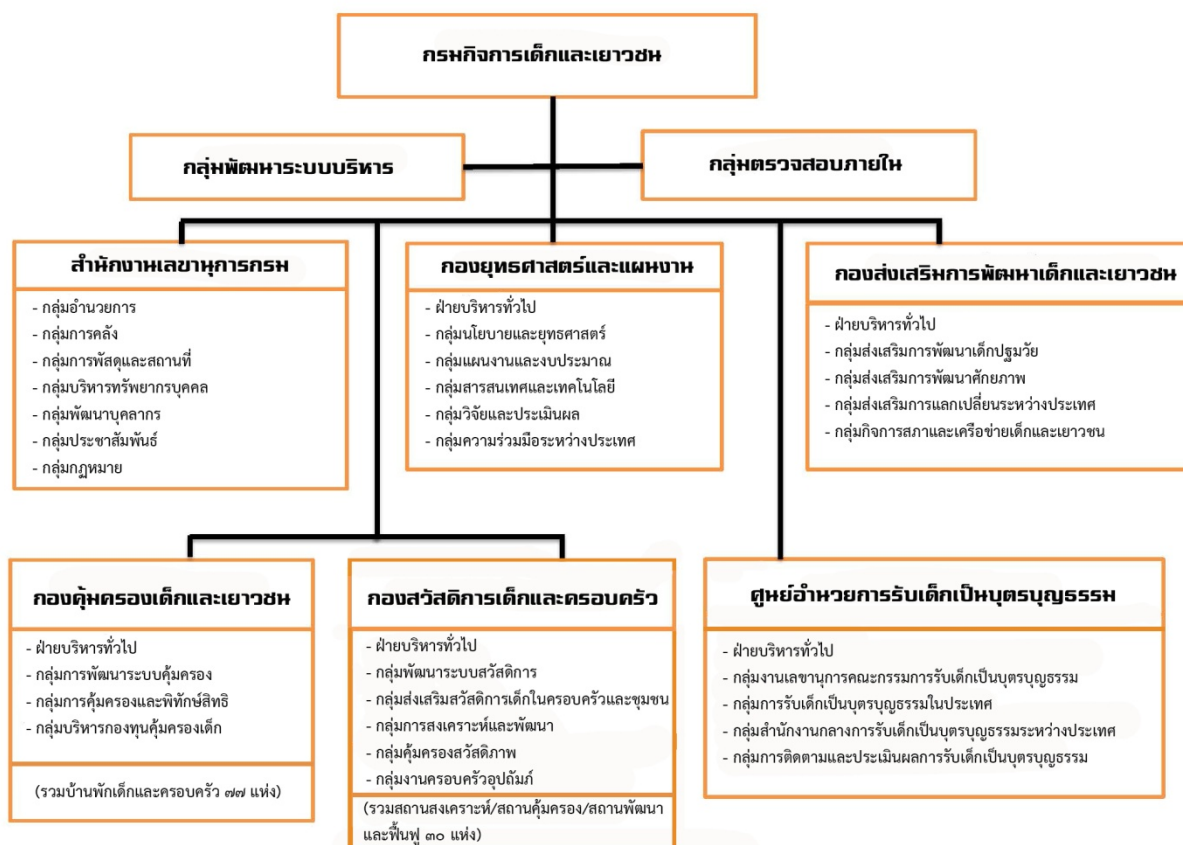 กรมกิจการเด็กและเยาวชน
กลุ่มพัฒนาระบบบริหาร
กลุ่มตรวจสอบภายใน
สำนักงานเลขานุการกรม
- กลุ่มอำนวยการ
- กลุ่มการคลัง
- กลุ่มการพัสดุและสถานที่
- กลุ่มบริหารทรัพยากรบุคคล
- กลุ่มพัฒนาบุคลากร
- กลุ่มประชาสัมพันธ์
- กลุ่มกฎหมาย
กองยุทธศาสตร์และแผนงาน
- ฝ่ายบริหารทั่วไป
- กลุ่มนโยบายและยุทธศาสตร์
- กลุ่มแผนงานและงบประมาณ
- กลุ่มสารสนเทศและเทคโนโลยี
- กลุ่มวิจัยและประเมินผล
- กลุ่มความร่วมมือระหว่างประเทศ
กองส่งเสริมการพัฒนาเด็กและเยาวชน
- ฝ่ายบริหารทั่วไป
- กลุ่มส่งเสริมการพัฒนาเด็กปฐมวัย
- กลุ่มส่งเสริมการพัฒนาศักยภาพ
- กลุ่มส่งเสริมการแลกเปลี่ยนระหว่างประเทศ
- กลุ่มกิจการสภาและเครือข่ายเด็กและเยาวชน
กองคุ้มครองเด็กและเยาวชน
- ฝ่ายบริหารทั่วไป
- กลุ่มการพัฒนาระบบคุ้มครอง
- กลุ่มการคุ้มครองและพิทักษ์สิทธิ
- กลุ่มบริหารกองทุนคุ้มครองเด็ก
(รวมบ้านพักเด็กและครอบครัว ๗๗ แห่ง)
กองสวัสดิการเด็กและครอบครัว
- ฝ่ายบริหารทั่วไป
- กลุ่มพัฒนาระบบสวัสดิการ
- กลุ่มส่งเสริมสวัสดิการเด็กในครอบครัวและชุมชน
- กลุ่มการสงเคราะห์และพัฒนา
- กลุ่มคุ้มครองสวัสดิภาพ
- กลุ่มงานครอบครัวอุปถัมภ์
(รวมสถานสงเคราะห์/สถานคุ้มครอง/สถานพัฒนา
และฟื้นฟู ๓๐ แห่ง)
ศูนย์อำนวยการรับเด็กเป็นบุตรบุญธรรม
- ฝ่ายบริหารทั่วไป
- กลุ่มงานเลขานุการคณะกรรมการรับเด็กเป็นบุตรบุญธรรม
- กลุ่มการรับเด็กเป็นบุตรบุญธรรมในประเทศ
- กลุ่มสำนักงานกลางการรับเด็กเป็นบุตรบุญธรรมระหว่างประเทศ
- กลุ่มการติดตามและประเมินผลการรับเด็กเป็นบุตรบุญธรรม